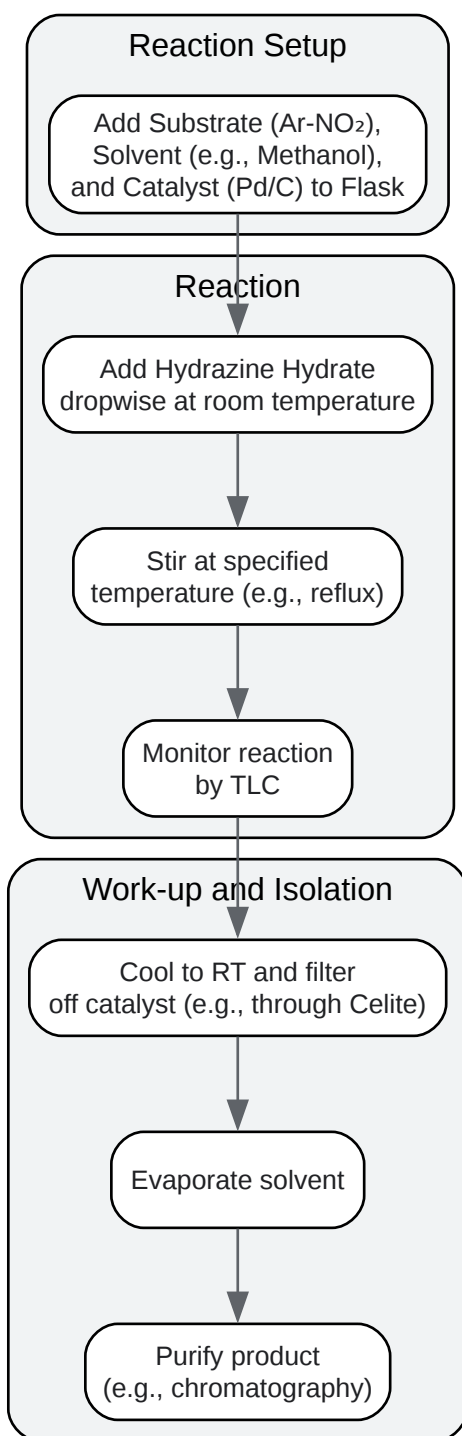 Reaction Setup
Add Substrate (Ar-NO₂),
Solvent (e.g., Methanol),
and Catalyst (Pd/C) to Flask
Reaction
Add Hydrazine Hydrate
dropwise at room temperature
Stir at specified
temperature (e.g., reflux)
Monitor reaction
by TLC
Work-up and Isolation
Cool to RT and filter
off catalyst (e.g., through Celite)
Evaporate solvent
Purify product
(e.g., chromatography)